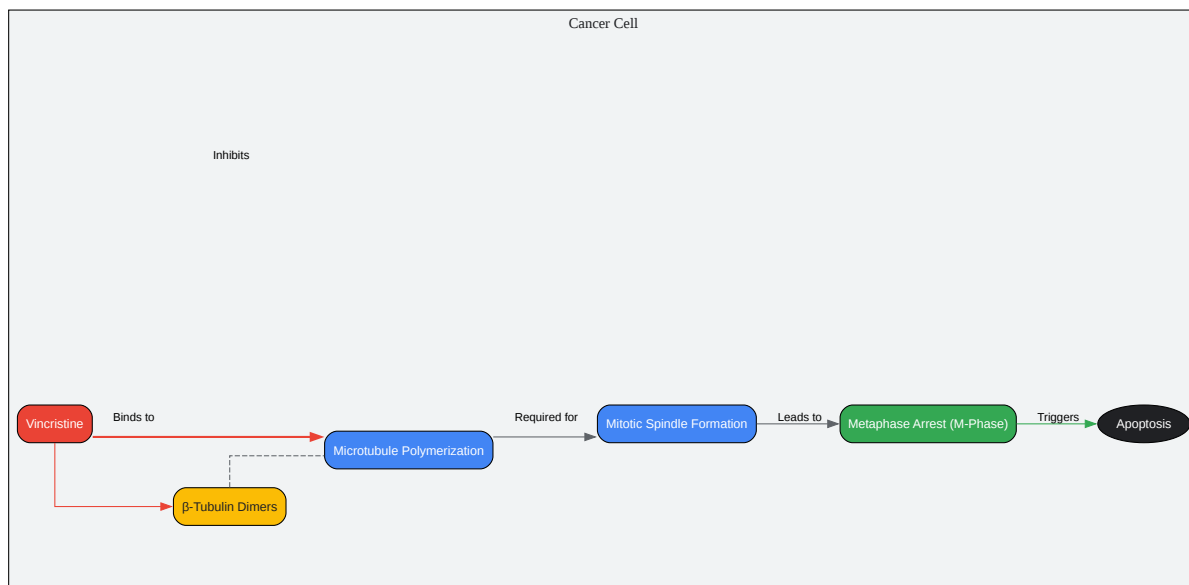 Cancer Cell
Inhibits
Vincristine
Binds to
Required for
Mitotic Spindle Formation
Leads to
Metaphase Arrest (M-Phase)
Triggers
Apoptosis
Microtubule Polymerization
β-Tubulin Dimers